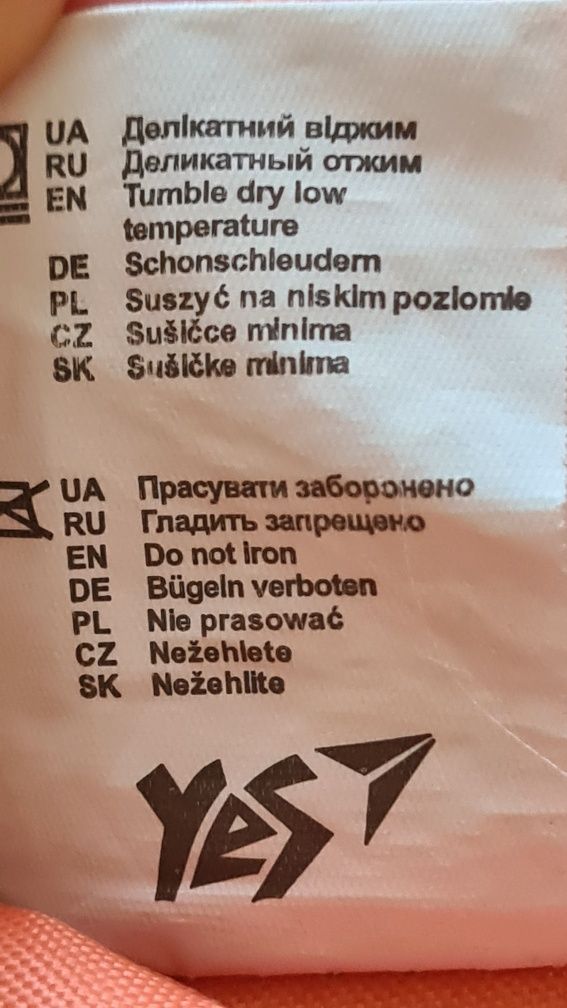 UA Делікатний віджим
RU Деликатный отжим
EN Tumble dry low
temperature
DE Schonschleudern
PL Suszyć na niskim poziomie
CZ Sušičce minima
SK Sušičke minima
UA Прасувати заборонено
RU Гладить запрещено
EN Do not iron
DE Bügeln verboten
PL Nie prasować
CZ Nežehlete
SK Nežehlite
Yes